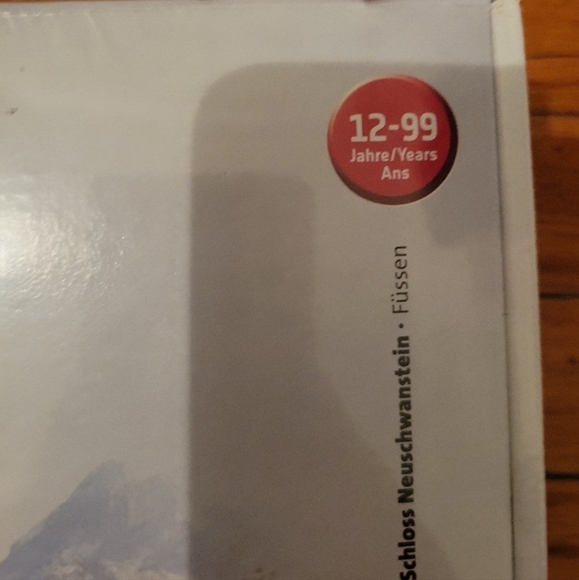 12-99
Jahre/Years
Ans
Schloss Neuschwanstein · Füssen